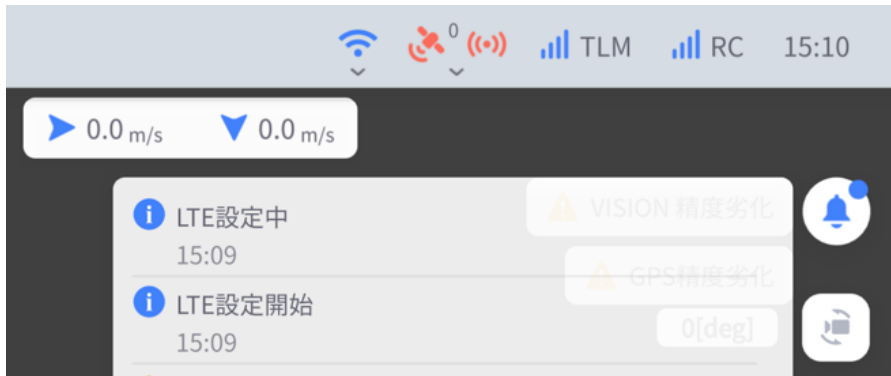 0
TLM
RC
15:10
0.0 m/s
0.0 m/s
LTE設定中
15:09
VISION 精度劣化
GPS精度劣化
LTE設定開始
15:09
0[deg]